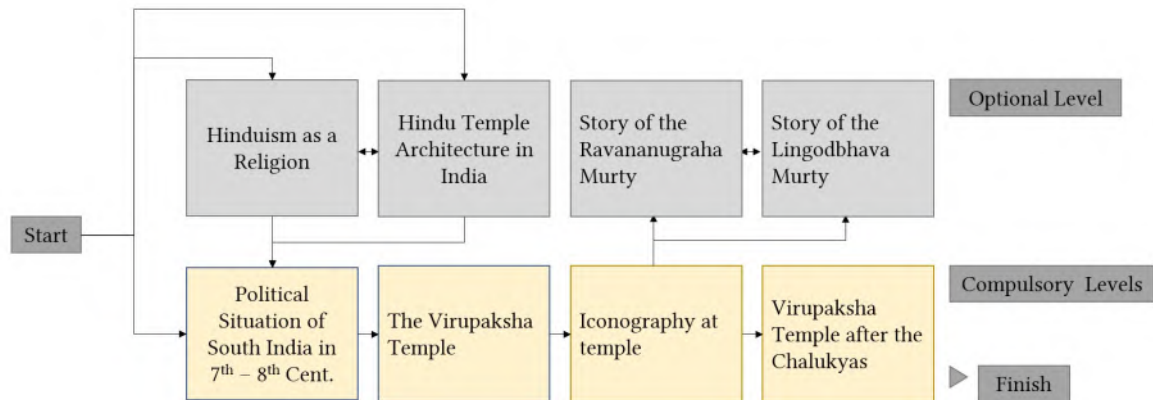 Hinduism as a
Religion
Hindu Temple
Architecture in
India
Story of the
Ravananugraha
Murty
Story of the
Lingodbhava
Murty
Optional Level
Start
Political
Situation of
South India in
7th – 8th Cent.
The Virupaksha
Temple
Iconography at
temple
Virupaksha
Temple after the
Chalukyas
Compulsory Levels
Finish